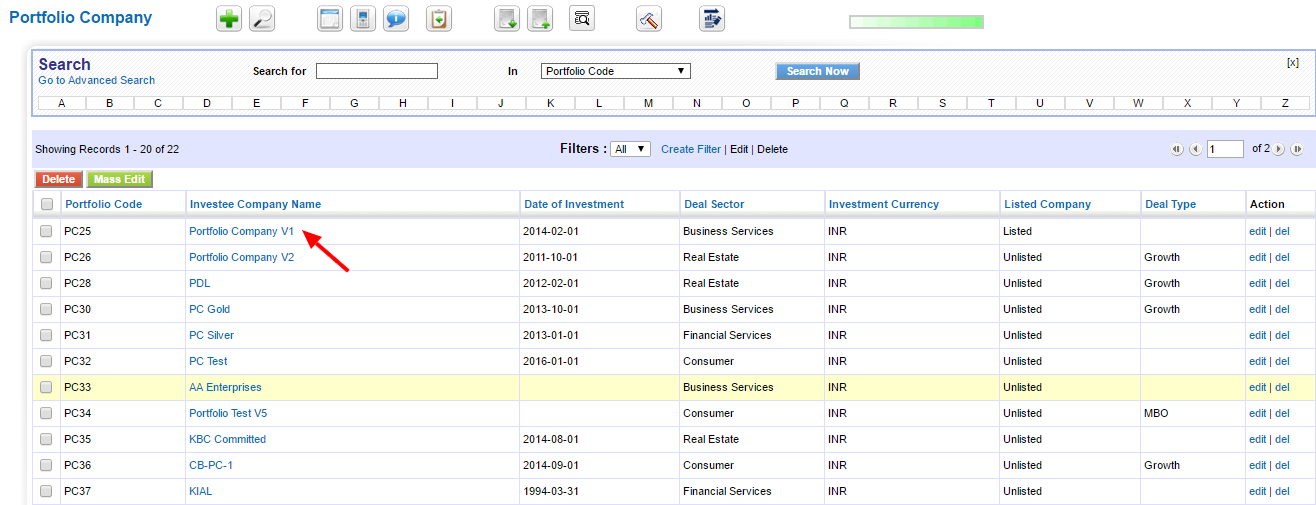 Portfolio Company
Search
Go to Advanced Search
Search for In Portfolio Code Search Now [x]
A B C D E F G H I J K L M N O P Q R S T U V W X Y Z
Showing Records 1 - 20 of 22 Filters : All Create Filter | Edit | Delete 1 of 2
Delete Mass Edit
Portfolio Code Investee Company Name Date of Investment Deal Sector Investment Currency Listed Company Deal Type Action
PC25 Portfolio Company V1 2014-02-01 Business Services INR Listed edit | del
PC26 Portfolio Company V2 2011-10-01 Real Estate INR Unlisted Growth edit | del
PC28 PDL 2012-02-01 Real Estate INR Unlisted Growth edit | del
PC30 PC Gold 2013-10-01 Business Services INR Unlisted Growth edit | del
PC31 PC Silver 2013-01-01 Financial Services INR Unlisted edit | del
PC32 PC Test 2016-01-01 Consumer INR Unlisted edit | del
PC33 AA Enterprises Business Services INR Unlisted edit | del
PC34 Portfolio Test V5 Consumer INR Unlisted MBO edit | del
PC35 KBC Committed 2014-08-01 Real Estate INR Unlisted edit | del
PC36 CB-PC-1 2014-09-01 Consumer INR Unlisted Growth edit | del
PC37 KIAL 1994-03-31 Financial Services INR Unlisted edit | del